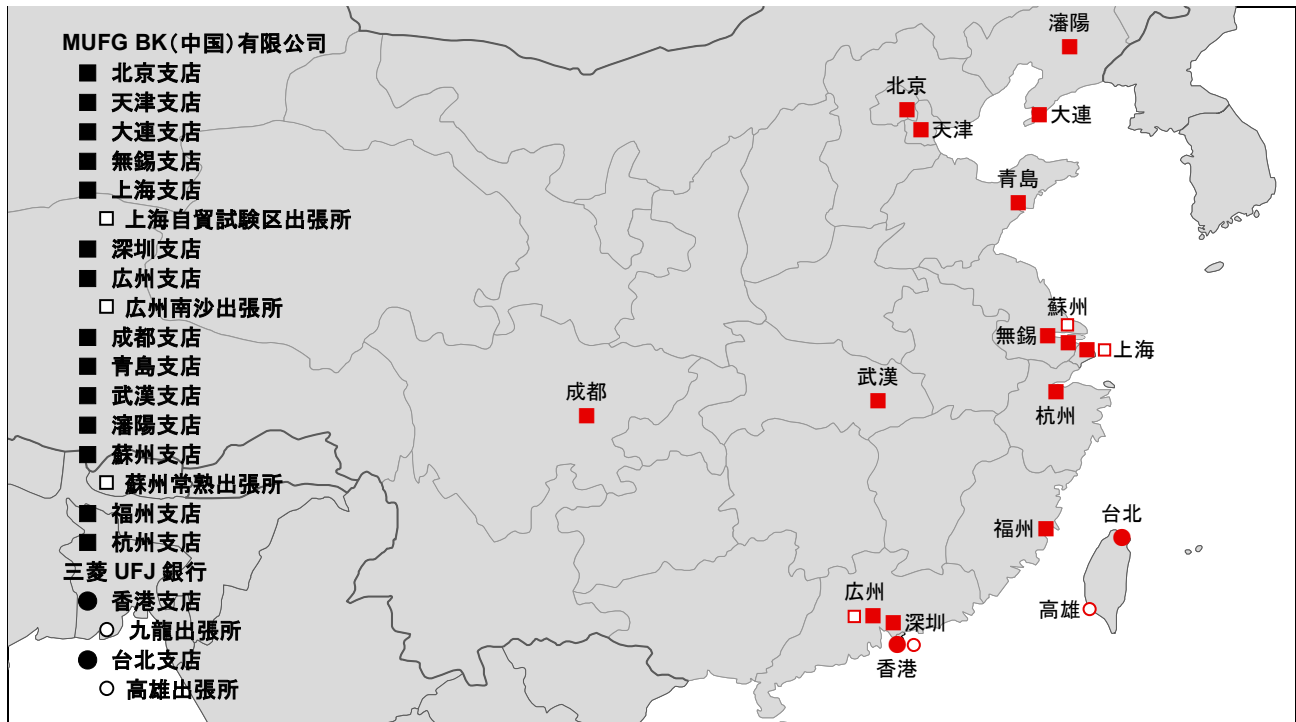 MUFG BK（中国）有限公司
■ 北京支店
■ 天津支店
■ 大連支店
■ 無錫支店
■ 上海支店
□ 上海自貿試験区出張所
■ 深圳支店
■ 広州支店
□ 広州南沙出張所
■ 成都支店
■ 青島支店
■ 武漢支店
■ 瀋陽支店
■ 蘇州支店
□ 蘇州常熟出張所
■ 福州支店
■ 杭州支店
三菱 UFJ 銀行
● 香港支店
○ 九龍出張所
● 台北支店
○ 高雄出張所
瀋陽
北京
大連
天津
青島
蘇州
無錫
上海
成都
武漢
杭州
台北
福州
広州
高雄
深圳
香港